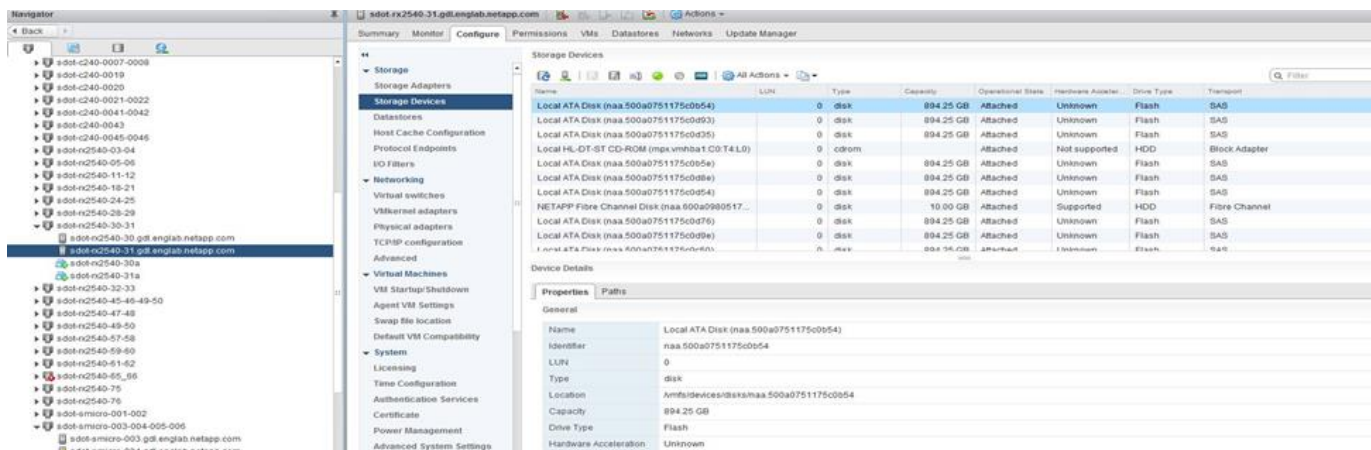 Navigator
Back
sdot-c240-0007-0008
sdot-c240-0019
sdot-c240-0020
sdot-c240-0021-0022
sdot-c240-0041-0042
sdot-c240-0043
sdot-c240-0045-0046
sdot-rx2540-03-04
sdot-rx2540-05-06
sdot-rx2540-11-12
sdot-rx2540-18-21
sdot-rx2540-24-25
sdot-rx2540-28-29
sdot-rx2540-30-31
sdot-rx2540-30.gdl.englab.netapp.com
sdot-rx2540-31.gdl.englab.netapp.com
sdot-rx2540-30a
sdot-rx2540-31a
sdot-rx2540-32-33
sdot-rx2540-45-46-49-50
sdot-rx2540-47-48
sdot-rx2540-49-50
sdot-rx2540-57-58
sdot-rx2540-59-60
sdot-rx2540-61-62
sdot-rx2540-65_66
sdot-rx2540-75
sdot-rx2540-76
sdot-smicro-001-002
sdot-smicro-003-004-005-006
sdot-smicro-003.gdl.englab.netapp.com
sdot-rx2540-31.gdl.englab.netapp.com Actions
Summary Monitor Configure Permissions VMs Datastores Networks Update Manager
Storage
Storage Adapters
Storage Devices
Datastores
Host Cache Configuration
Protocol Endpoints
I/O Filters
Networking
Virtual switches
VMkernel adapters
Physical adapters
TCP/IP configuration
Advanced
Virtual Machines
VM Startup/Shutdown
Agent VM Settings
Swap file location
Default VM Compatibility
System
Licensing
Time Configuration
Authentication Services
Certificate
Power Management
Advanced System Settings
Storage Devices
All Actions Filter
Name LUN Type Capacity Operational State Hardware Acceler... Drive Type Transport
Local ATA Disk (naa.500a0751175c0b54) 0 disk 894.25 GB Attached Unknown Flash SAS
Local ATA Disk (naa.500a0751175c0d93) 0 disk 894.25 GB Attached Unknown Flash SAS
Local ATA Disk (naa.500a0751175c0d35) 0 disk 894.25 GB Attached Unknown Flash SAS
Local HL-DT-ST CD-ROM (mpx.vmhba1:C0:T4:L0) 0 cdrom Attached Not supported HDD Block Adapter
Local ATA Disk (naa.500a0751175c0b5e) 0 disk 894.25 GB Attached Unknown Flash SAS
Local ATA Disk (naa.500a0751175c0d8e) 0 disk 894.25 GB Attached Unknown Flash SAS
Local ATA Disk (naa.500a0751175c0d54) 0 disk 894.25 GB Attached Unknown Flash SAS
NETAPP Fibre Channel Disk (naa.600a0980517... 0 disk 10.00 GB Attached Supported HDD Fibre Channel
Local ATA Disk (naa.500a0751175c0d76) 0 disk 894.25 GB Attached Unknown Flash SAS
Local ATA Disk (naa.500a0751175c0d9e) 0 disk 894.25 GB Attached Unknown Flash SAS
Device Details
Properties Paths
General
Name Local ATA Disk (naa.500a0751175c0b54)
Identifier naa.500a0751175c0b54
LUN 0
Type disk
Location /vmfs/devices/disks/naa.500a0751175c0b54
Capacity 894.25 GB
Drive Type Flash
Hardware Acceleration Unknown